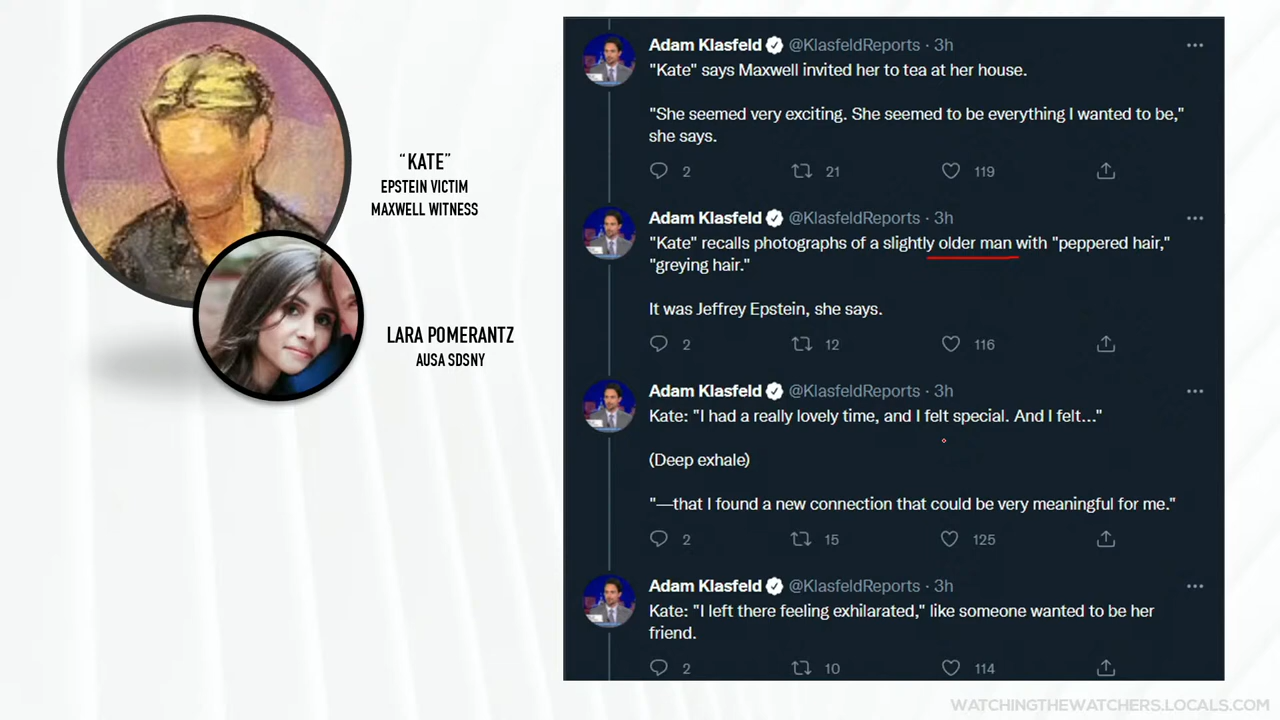 “KATE”
EPSTEIN VICTIM
MAXWELL WITNESS
LARA POMERANTZ
AUSA SDSNY
Adam Klasfeld @KlasfeldReports · 3h
"Kate" says Maxwell invited her to tea at her house.
"She seemed very exciting. She seemed to be everything I wanted to be,"
she says.
2 21 119
Adam Klasfeld @KlasfeldReports · 3h
"Kate" recalls photographs of a slightly older man with "peppered hair,"
"greying hair."
It was Jeffrey Epstein, she says.
2 12 116
Adam Klasfeld @KlasfeldReports · 3h
Kate: "I had a really lovely time, and I felt special. And I felt..."
(Deep exhale)
"—that I found a new connection that could be very meaningful for me."
2 15 125
Adam Klasfeld @KlasfeldReports · 3h
Kate: "I left there feeling exhilarated," like someone wanted to be her
friend.
2 10 114
WATCHINGTHEWATCHERS.LOCALS.COM